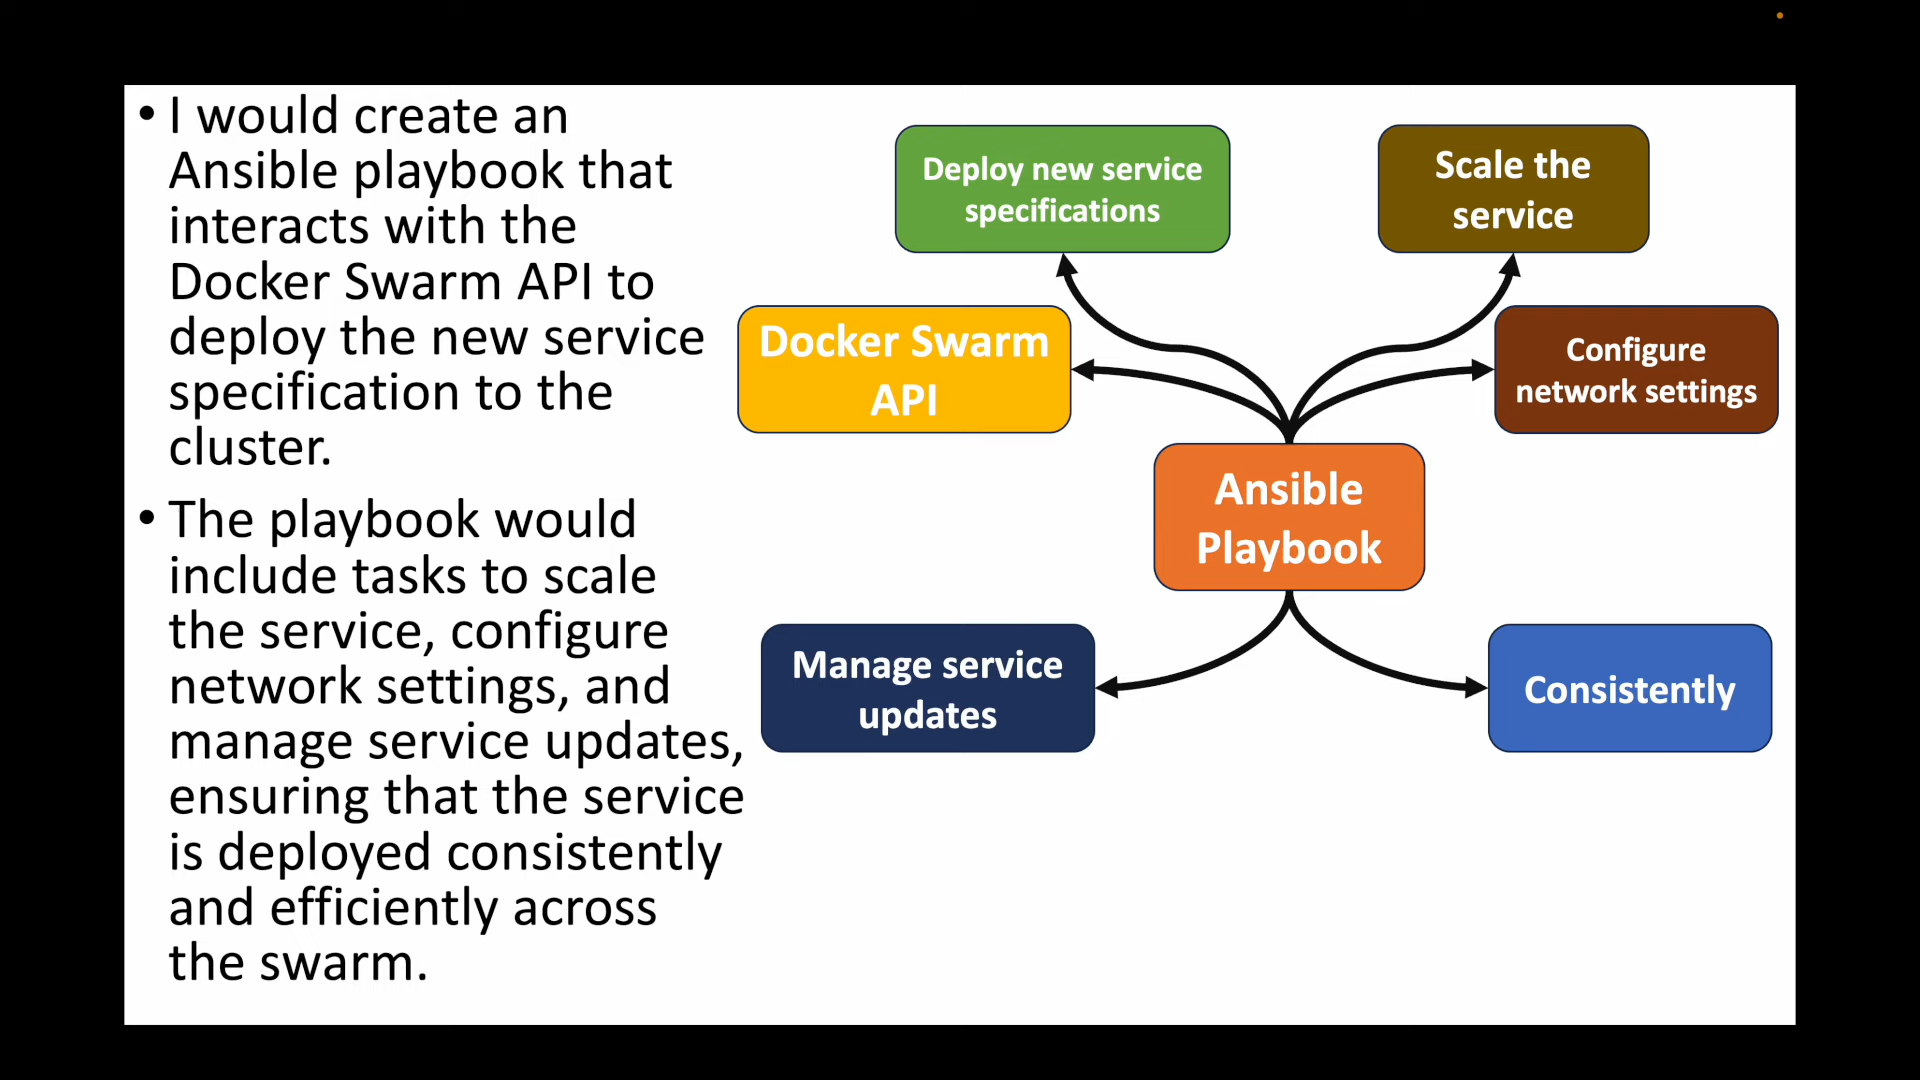 • I would create an
Ansible playbook that
interacts with the
Docker Swarm API to
deploy the new service
specification to the
cluster.
• The playbook would
include tasks to scale
the service, configure
network settings, and
manage service updates,
ensuring that the service
is deployed consistently
and efficiently across
the swarm.
Deploy new service
specifications
Scale the
service
Docker Swarm
API
Configure
network settings
Ansible
Playbook
Manage service
updates
Consistently